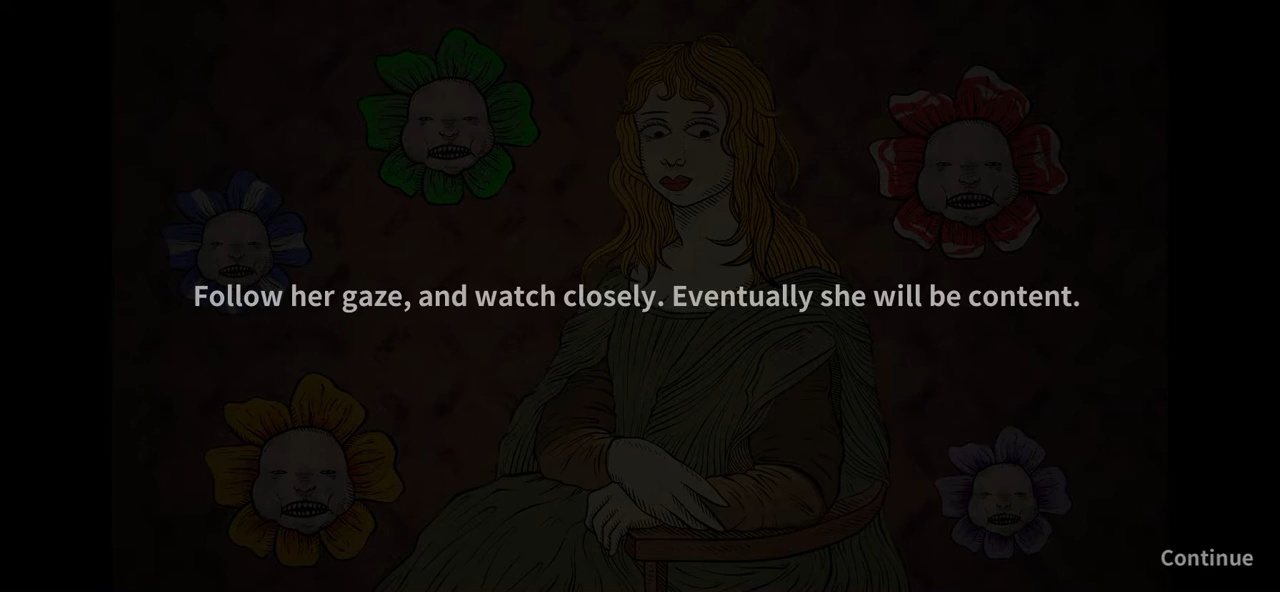 Follow her gaze, and watch closely. Eventually she will be content.
Continue